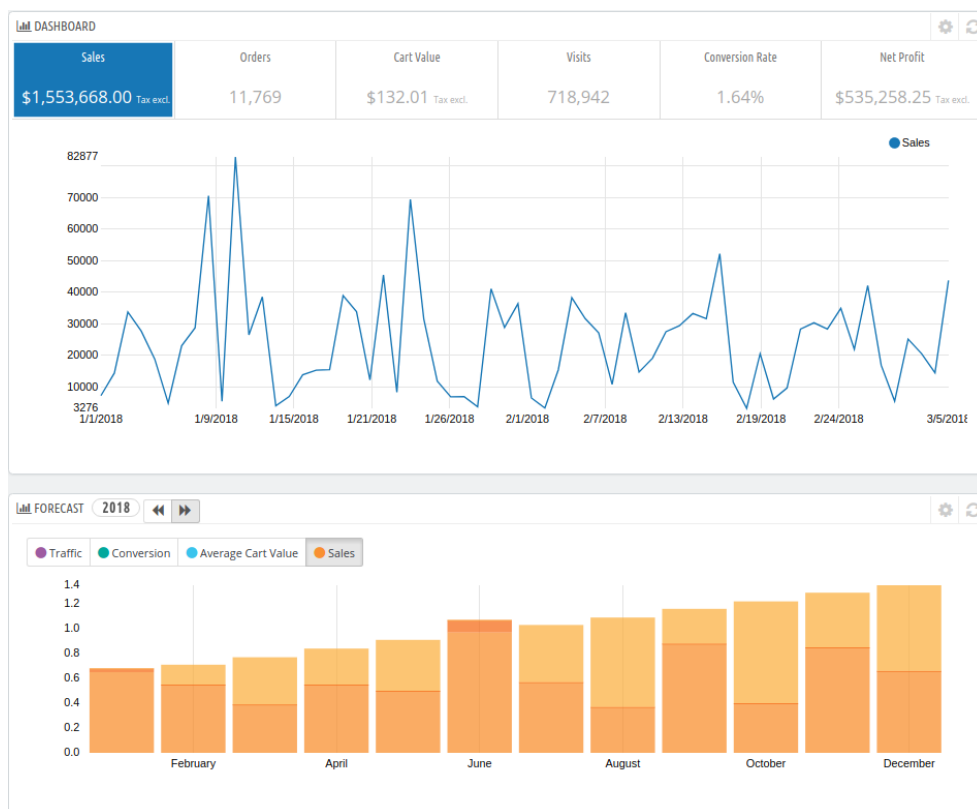 DASHBOARD
Sales Orders Cart Value Visits Conversion Rate Net Profit
$1,553,668.00 Tax excl. 11,769 $132.01 Tax excl. 718,942 1.64% $535,258.25 Tax excl.
Sales
82877
70000
60000
50000
40000
30000
20000
10000
3276
1/1/2018 1/9/2018 1/15/2018 1/21/2018 1/26/2018 2/1/2018 2/7/2018 2/13/2018 2/19/2018 2/24/2018 3/5/2018
FORECAST 2018
Traffic Conversion Average Cart Value Sales
1.4
1.2
1.0
0.8
0.6
0.4
0.2
0.0
February April June August October December